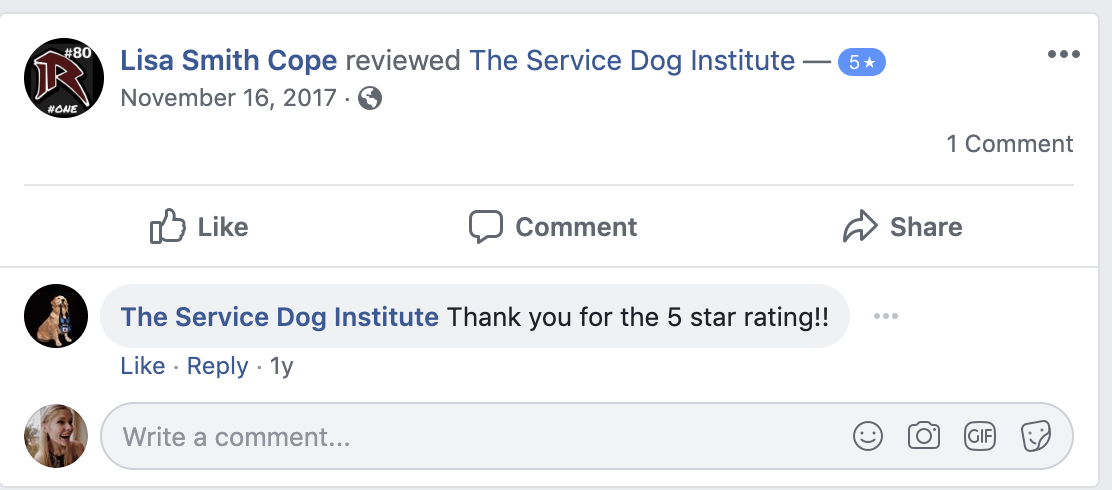 #80
R
#ONE
Lisa Smith Cope reviewed The Service Dog Institute — 5★
November 16, 2017 ·
1 Comment
Like Comment Share
The Service Dog Institute Thank you for the 5 star rating!!
Like · Reply · 1y
Write a comment... GIF